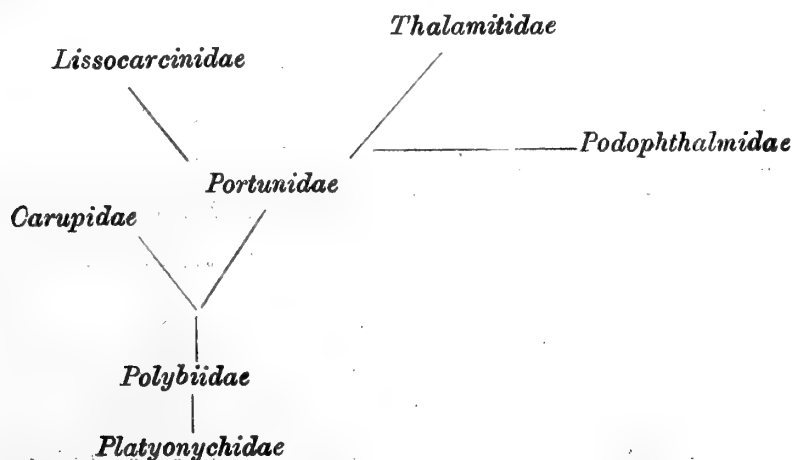 Thalamitidae
Lissocarcinidae
Podophthalmidae
Portunidae
Carupidae
Polybiidae
Platyonychidae